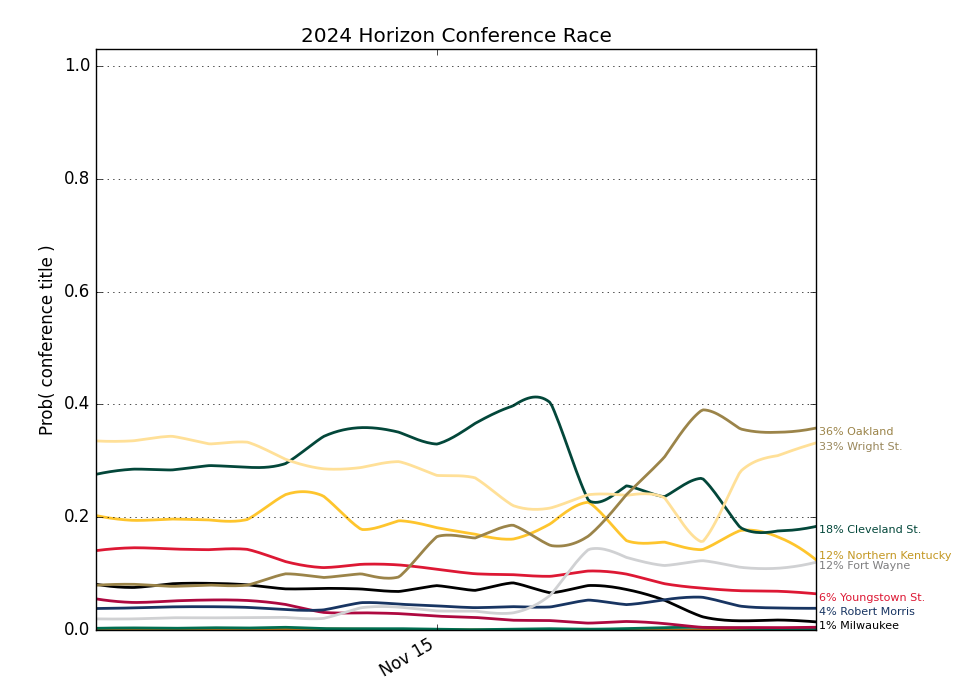 2024 Horizon Conference Race
Prob( conference title )
1.0
0.8
0.6
0.4
0.2
0.0
Nov 15
36% Oakland
33% Wright St.
18% Cleveland St.
12% Northern Kentucky
12% Fort Wayne
6% Youngstown St.
4% Robert Morris
1% Milwaukee